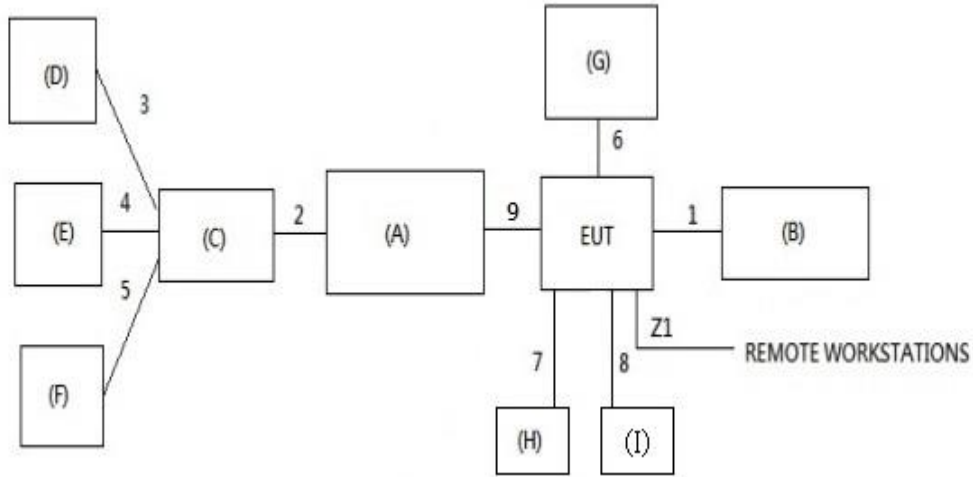 (D)
(G)
3
6
(E)
4
(C)
2
(A)
9
EUT
1
(B)
5
Z1
REMOTE WORKSTATIONS
7
8
(F)
(H)
(I)